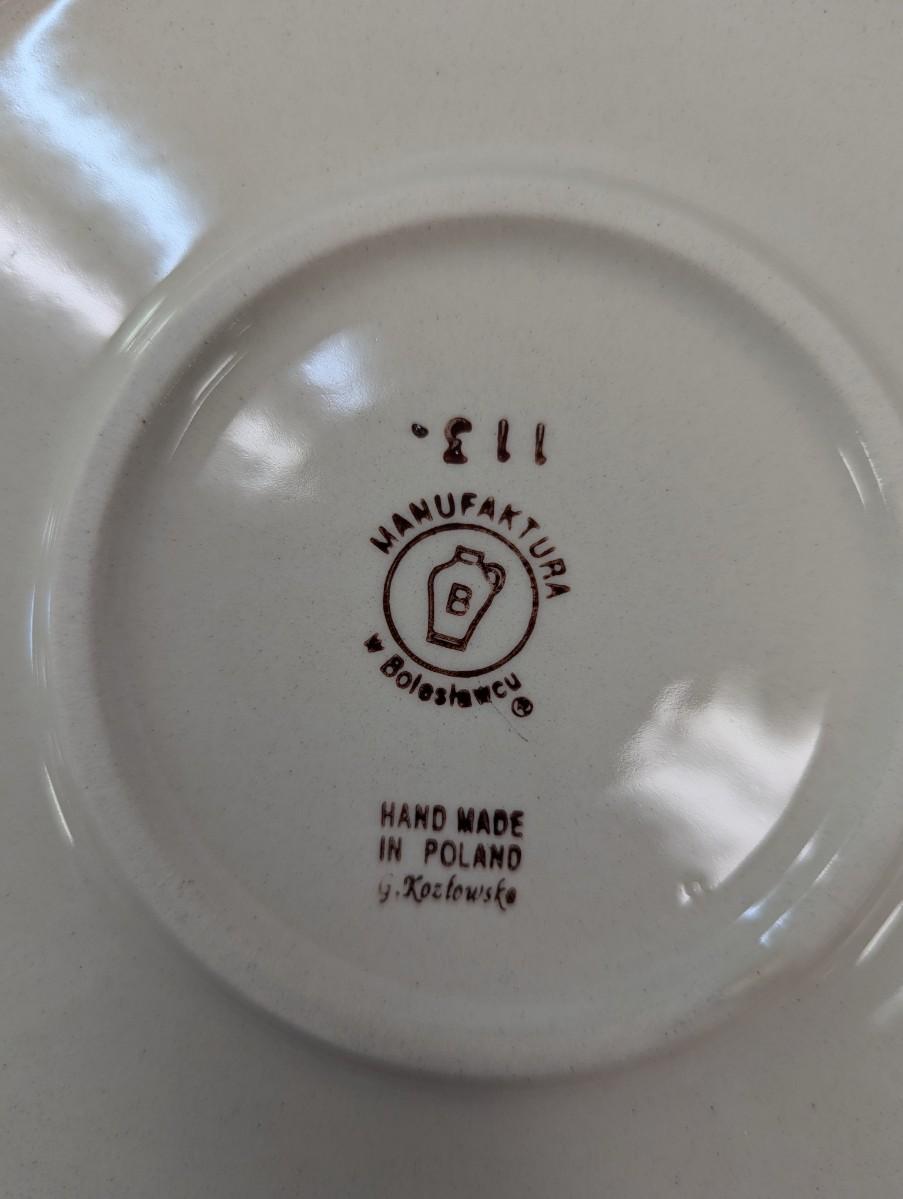 113.
MANUFAKTURA
B
w Bolesławcu ®
HAND MADE
IN POLAND
G.Kozłowska